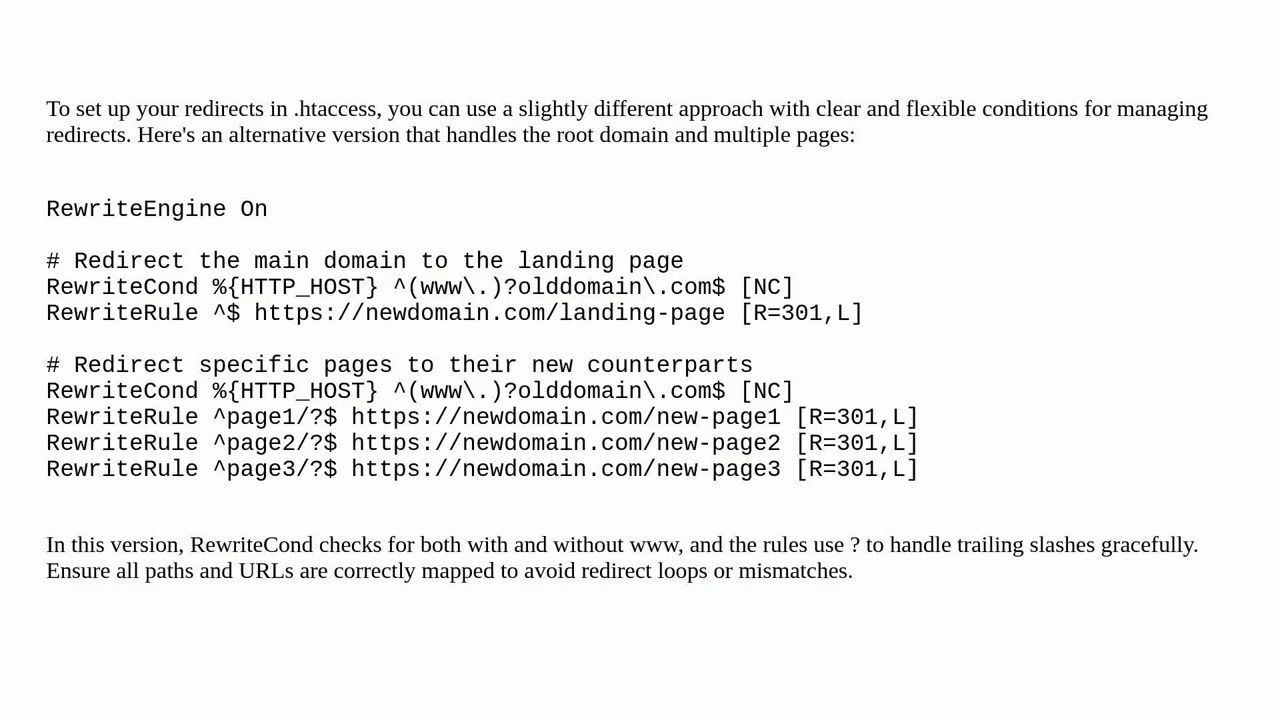 To set up your redirects in .htaccess, you can use a slightly different approach with clear and flexible conditions for managing
redirects. Here's an alternative version that handles the root domain and multiple pages:
RewriteEngine On
# Redirect the main domain to the landing page
RewriteCond %{HTTP_HOST} ^(www\.)?olddomain\.com$ [NC]
RewriteRule ^$ https://newdomain.com/landing-page [R=301,L]
# Redirect specific pages to their new counterparts
RewriteCond %{HTTP_HOST} ^(www\.)?olddomain\.com$ [NC]
RewriteRule ^page1/?$ https://newdomain.com/new-page1 [R=301,L]
RewriteRule ^page2/?$ https://newdomain.com/new-page2 [R=301,L]
RewriteRule ^page3/?$ https://newdomain.com/new-page3 [R=301,L]
In this version, RewriteCond checks for both with and without www, and the rules use ? to handle trailing slashes gracefully.
Ensure all paths and URLs are correctly mapped to avoid redirect loops or mismatches.